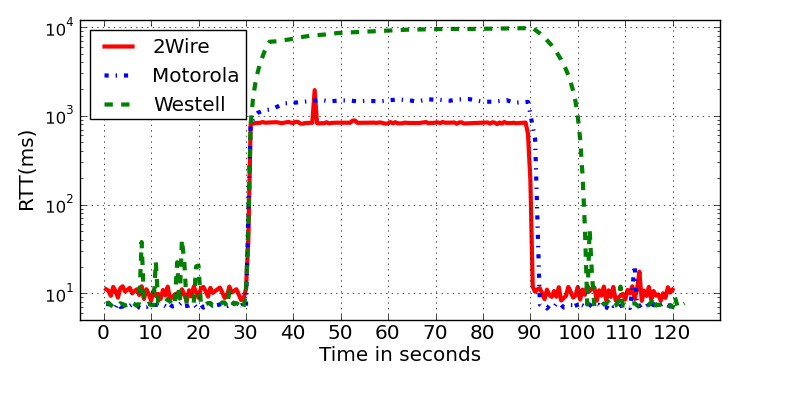 2Wire
Motorola
Westell
RTT(ms)
10^4
10^3
10^2
10^1
0 10 20 30 40 50 60 70 80 90 100 110 120
Time in seconds